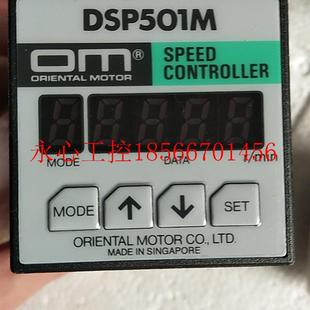 DSP501M
OM®
ORIENTAL MOTOR
SPEED
CONTROLLER
MODE
DATA
r/min
永心工控18566701456
MODE ↑ ↓ SET
ORIENTAL MOTOR CO., LTD.
MADE IN SINGAPORE